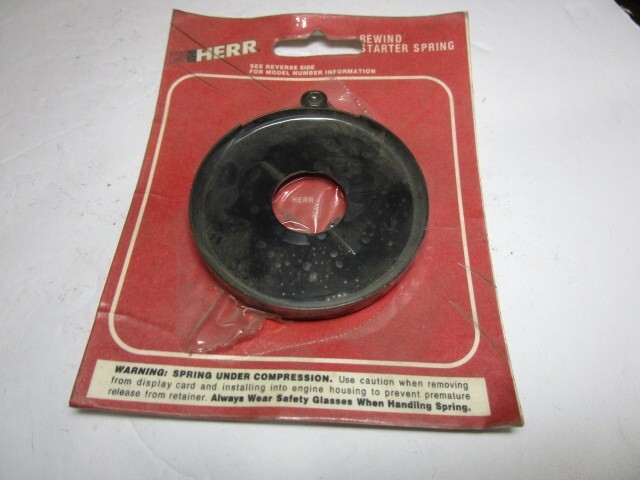 HERR
REWIND
STARTER SPRING
SEE REVERSE SIDE
FOR MODEL NUMBER INFORMATION
HERR
WARNING: SPRING UNDER COMPRESSION. Use caution when removing
from display card and installing into engine housing to prevent premature
release from retainer. Always Wear Safety Glasses When Handling Spring.